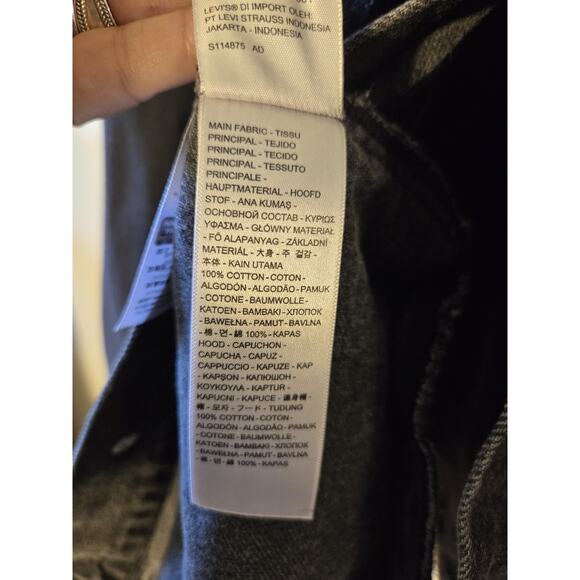 LEVI'S® DI IMPORT OLEH:
PT LEVI STRAUSS INDONESIA
JAKARTA - INDONESIA
S114875 AD
MAIN FABRIC - TISSU
PRINCIPAL - TEJIDO
PRINCIPAL - TECIDO
PRINCIPAL - TESSUTO
PRINCIPALE -
HAUPTMATERIAL - HOOFD
STOF - ANA KUMAŞ -
ОСНОВНОЙ СОСТАВ - ΚΥΡΙΩΣ
ΥΦΑΣΜΑ - GŁÓWNY MATERIAŁ
- FŐ ALAPANYAG - ZÁKLADNÍ
MATERIÁL - 大身 - 주 겉감 -
本体 - KAIN UTAMA
100% COTTON - COTON -
ALGODÓN - ALGODÃO - PAMUK
- COTONE - BAUMWOLLE -
KATOEN - BAMBAKI - ХЛОПОК
- BAWEŁNA - PAMUT - BAVLNA
- 棉 - 면 - 綿 100% - KAPAS
HOOD - CAPUCHON -
CAPUCHA - CAPUZ -
CAPPUCCIO - KAPUZE - KAP
- KAPŞON - КАПЮШОН -
ΚΟΥΚΟΥΛΑ - KAPTUR -
KAPUCNI - KAPUCE - 連身帽 -
帽 - 모자 - フード - TUDUNG
100% COTTON - COTON -
ALGODÓN - ALGODÃO - PAMUK
- COTONE - BAUMWOLLE -
KATOEN - BAMBAKI - ХЛОПОК
- BAWEŁNA - PAMUT - BAVLNA
- 棉 - 면 - 綿 100% - KAPAS